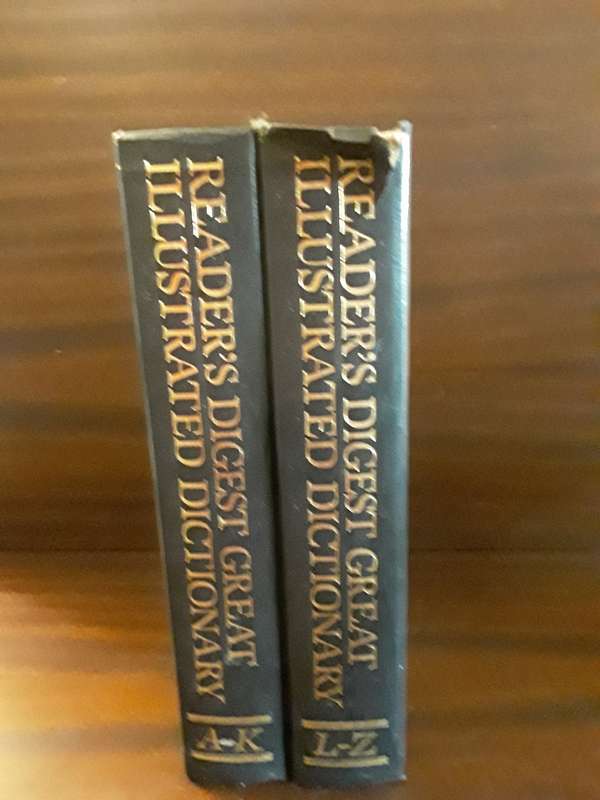 READER'S DIGEST GREAT
ILLUSTRATED DICTIONARY
A-K
READER'S DIGEST GREAT
ILLUSTRATED DICTIONARY
L-Z